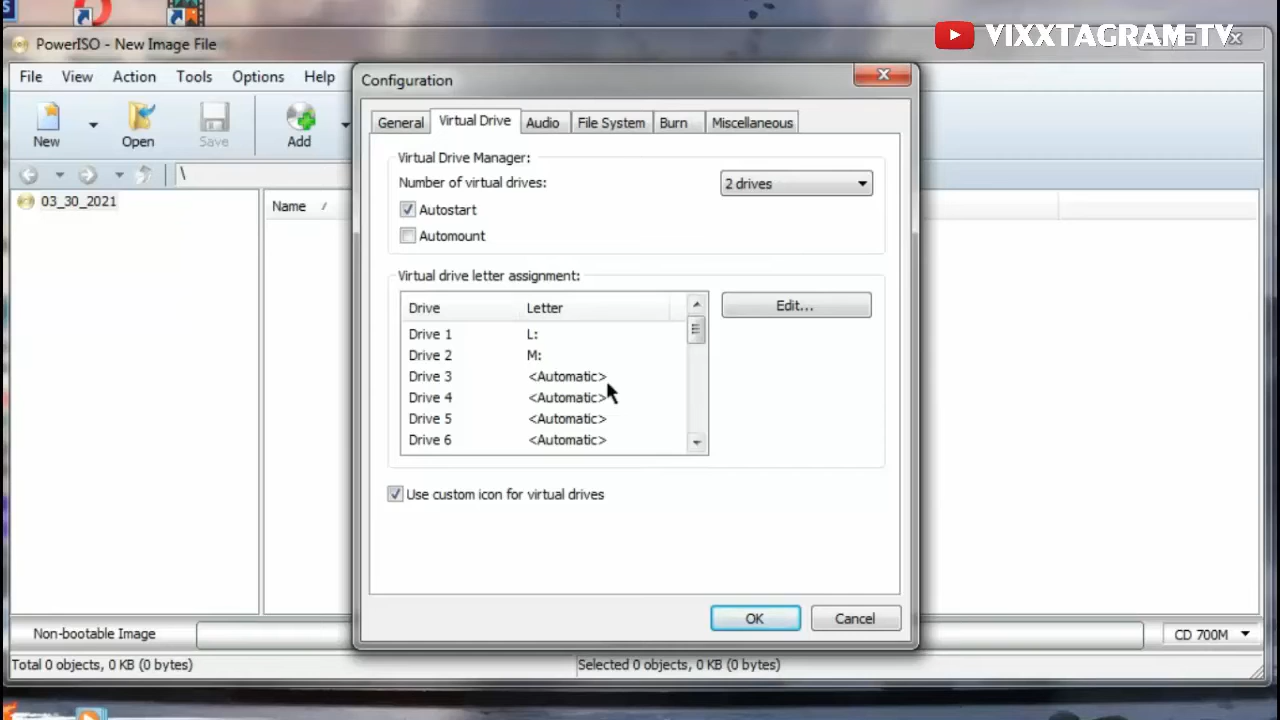 VIXXTAGRAM TV
PowerISO - New Image File
File View Action Tools Options Help
New Open Save Add
\
03_30_2021
Name
Configuration
General Virtual Drive Audio File System Burn Miscellaneous
Virtual Drive Manager:
Number of virtual drives: 2 drives
Autostart
Automount
Virtual drive letter assignment:
Drive Letter Edit...
Drive 1 L:
Drive 2 M:
Drive 3 <Automatic>
Drive 4 <Automatic>
Drive 5 <Automatic>
Drive 6 <Automatic>
Use custom icon for virtual drives
OK Cancel
Non-bootable Image CD 700M
Total 0 objects, 0 KB (0 bytes) Selected 0 objects, 0 KB (0 bytes)